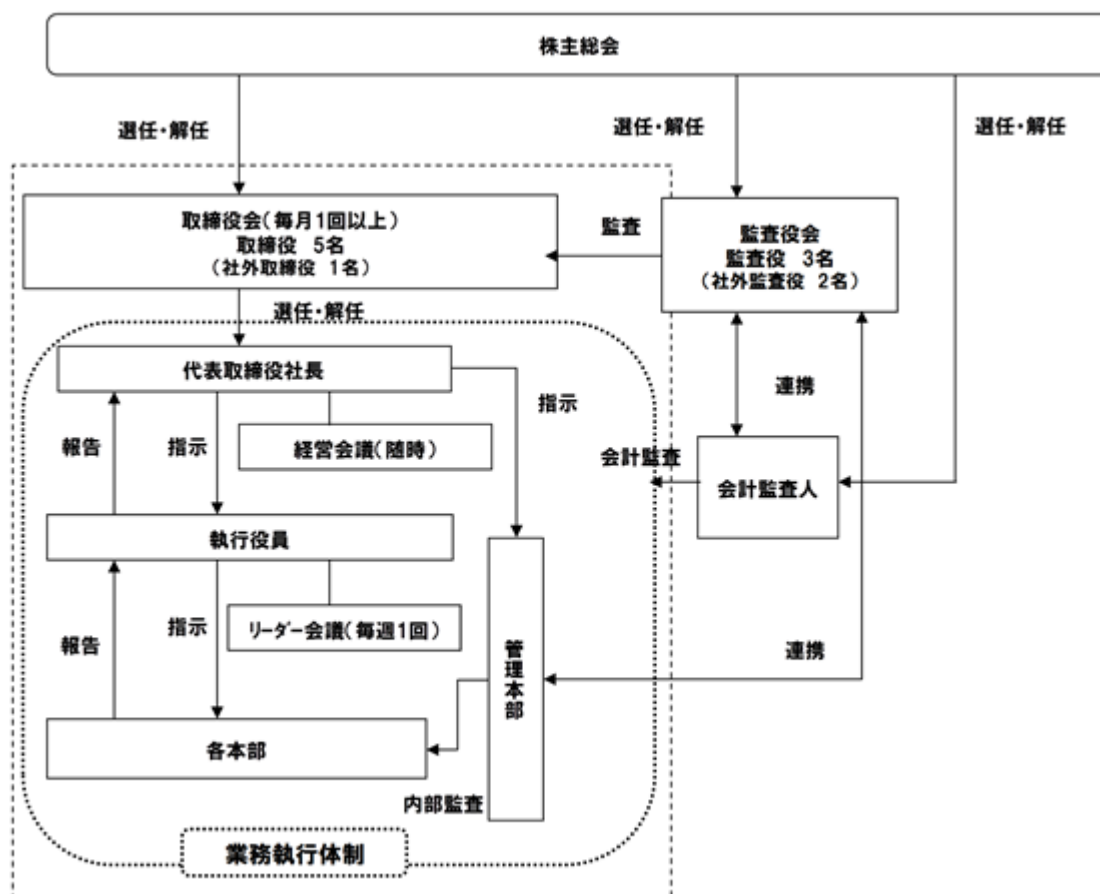 株主総会
選任・解任
選任・解任
選任・解任
取締役会(毎月1回以上)
取締役 5名
(社外取締役 1名)
監査
監査役会
監査役 3名
(社外監査役 2名)
選任・解任
代表取締役社長
指示
連携
報告
指示
経営会議(随時)
会計監査
会計監査人
執行役員
報告
指示
リーダー会議(毎週1回)
管理本部
連携
各本部
内部監査
業務執行体制